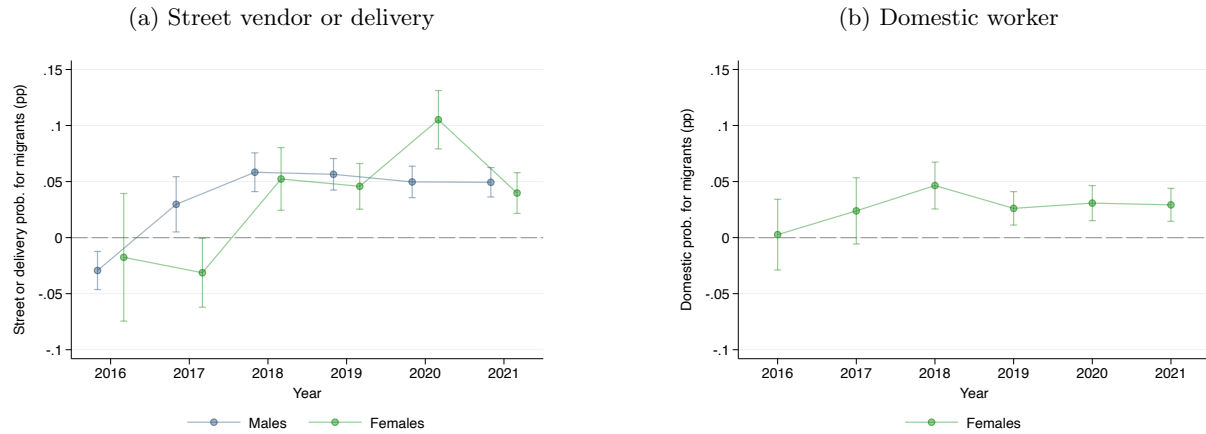 (a) Street vendor or delivery
Street or delivery prob. for migrants (pp)
.15
.1
.05
0
-.05
-.1
2016 2017 2018 2019 2020 2021
Year
Males Females
(b) Domestic worker
Domestic prob. for migrants (pp)
.15
.1
.05
0
-.05
-.1
2016 2017 2018 2019 2020 2021
Year
Females